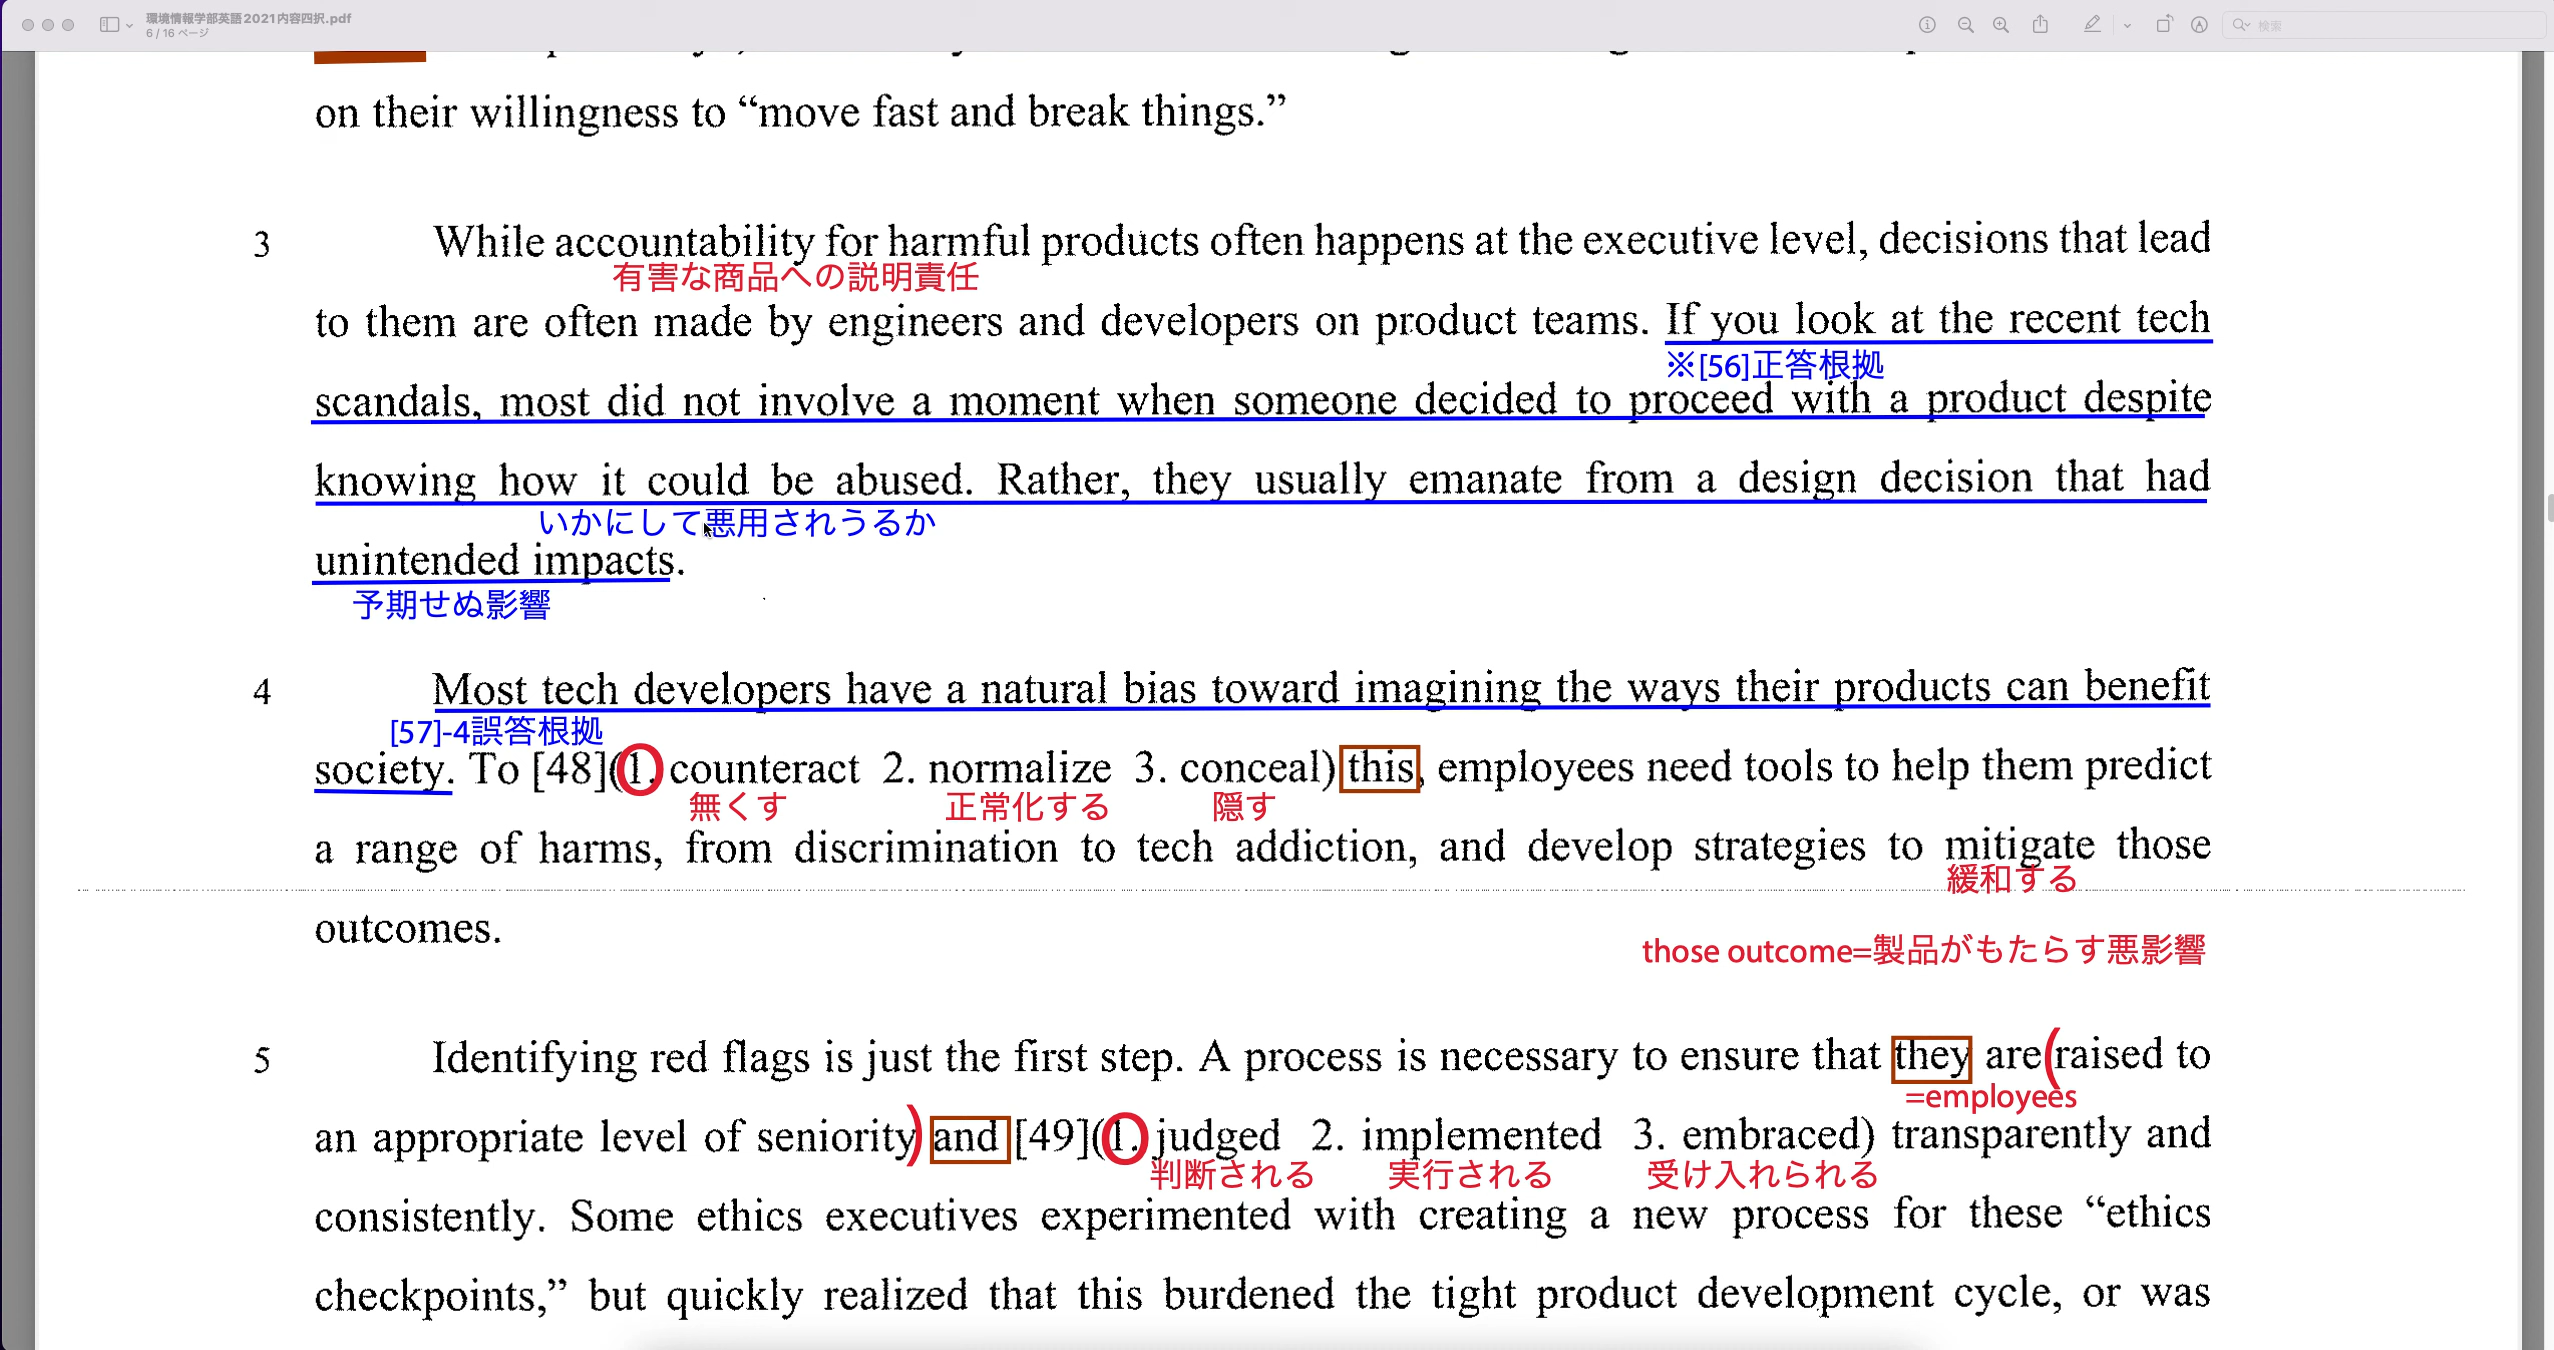 環境情報学部英語2021内容四択.pdf
6 / 16 ページ
検索
on their willingness to “move fast and break things.”
3 While accountability for harmful products often happens at the executive level, decisions that lead
有害な商品への説明責任
to them are often made by engineers and developers on product teams. If you look at the recent tech
※[56]正答根拠
scandals, most did not involve a moment when someone decided to proceed with a product despite
knowing how it could be abused. Rather, they usually emanate from a design decision that had
いかにして悪用されうるか
unintended impacts.
予期せぬ影響
4 Most tech developers have a natural bias toward imagining the ways their products can benefit
[57]-4誤答根拠
society. To [48](1. counteract 2. normalize 3. conceal) this, employees need tools to help them predict
無くす 正常化する 隠す
a range of harms, from discrimination to tech addiction, and develop strategies to mitigate those
緩和する
outcomes.
those outcome=製品がもたらす悪影響
5 Identifying red flags is just the first step. A process is necessary to ensure that they are (raised to
=employees
an appropriate level of seniority) and [49](1. judged 2. implemented 3. embraced) transparently and
判断される 実行される 受け入れられる
consistently. Some ethics executives experimented with creating a new process for these “ethics
checkpoints,” but quickly realized that this burdened the tight product development cycle, or was